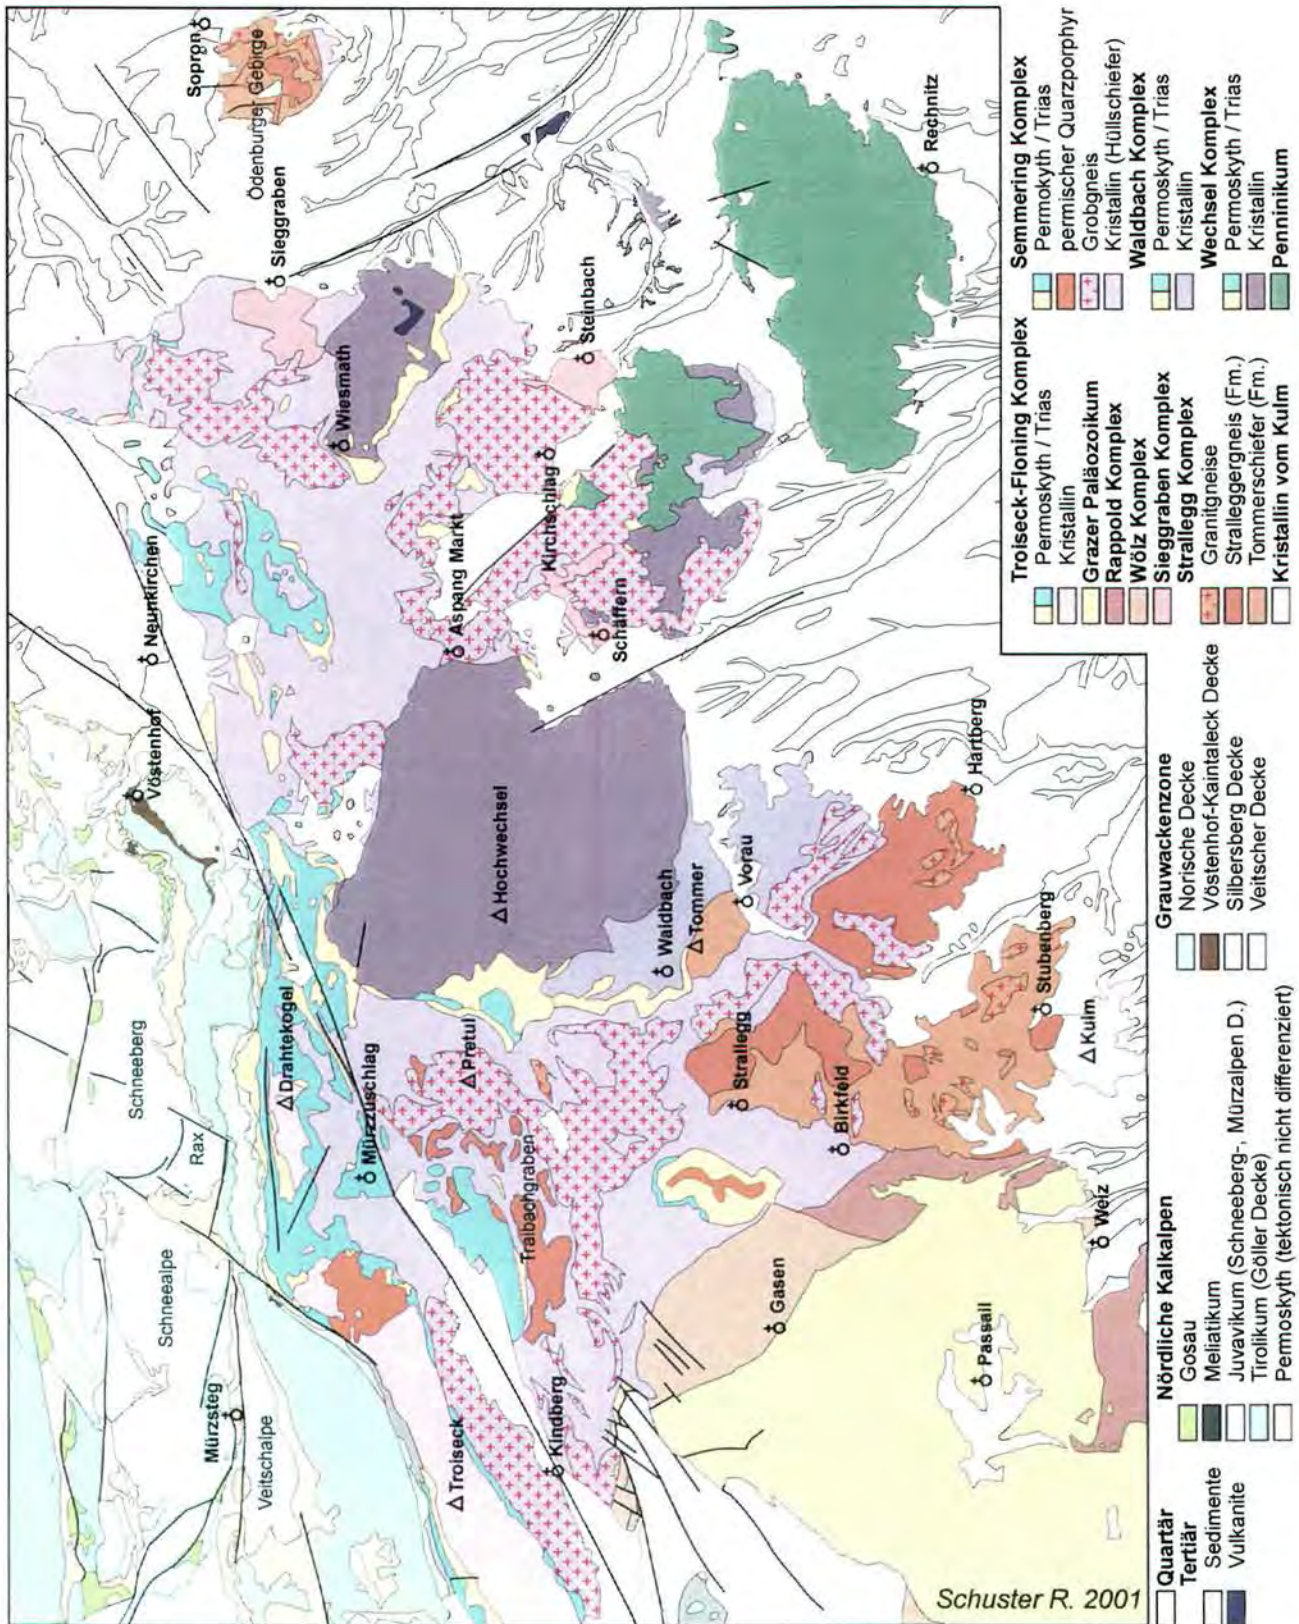 Sopron
Ödenburger Gebirge
Sieggraben
Rechnitz
Steinbach
Wiesmath
Kirchschlag
Neunkirchen
Aspang Markt
Schäffern
Vöstenhof
Hochwechsel
Hartberg
Vorau
Waldbach
Tommer
Schneeberg
Drahtekogel
Pretul
Stubenberg
Kulm
Rax
Mürzzuschlag
Strallegg
Birkfeld
Schneealpe
Traibachgraben
Gasen
Weiz
Mürzsteg
Veitschalpe
Troiseck
Kindberg
Passail
Schuster R. 2001
Quartär
Tertiär
Sedimente
Vulkanite
Nördliche Kalkalpen
Gosau
Meliatikum
Juvavikum (Schneeberg-, Mürzalpen D.)
Tirolikum (Göller Decke)
Permoskyth (tektonisch nicht differenziert)
Grauwackenzone
Norische Decke
Vöstenhof-Kaintaleck Decke
Silbersberg Decke
Veitscher Decke
Troiseck-Floning Komplex
Permoskyth / Trias
Kristallin
Grazer Paläozoikum
Rappold Komplex
Wölz Komplex
Sieggraben Komplex
Strallegg Komplex
Granitgneise
Strallegggneis (Fm.)
Tommerschiefer (Fm.)
Kristallin vom Kulm
Semmering Komplex
Permokyth / Trias
permischer Quarzporphyr
Grobgneis
Kristallin (Hüllschiefer)
Waldbach Komplex
Permoskyth / Trias
Kristallin
Wechsel Komplex
Permoskyth / Trias
Kristallin
Penninikum